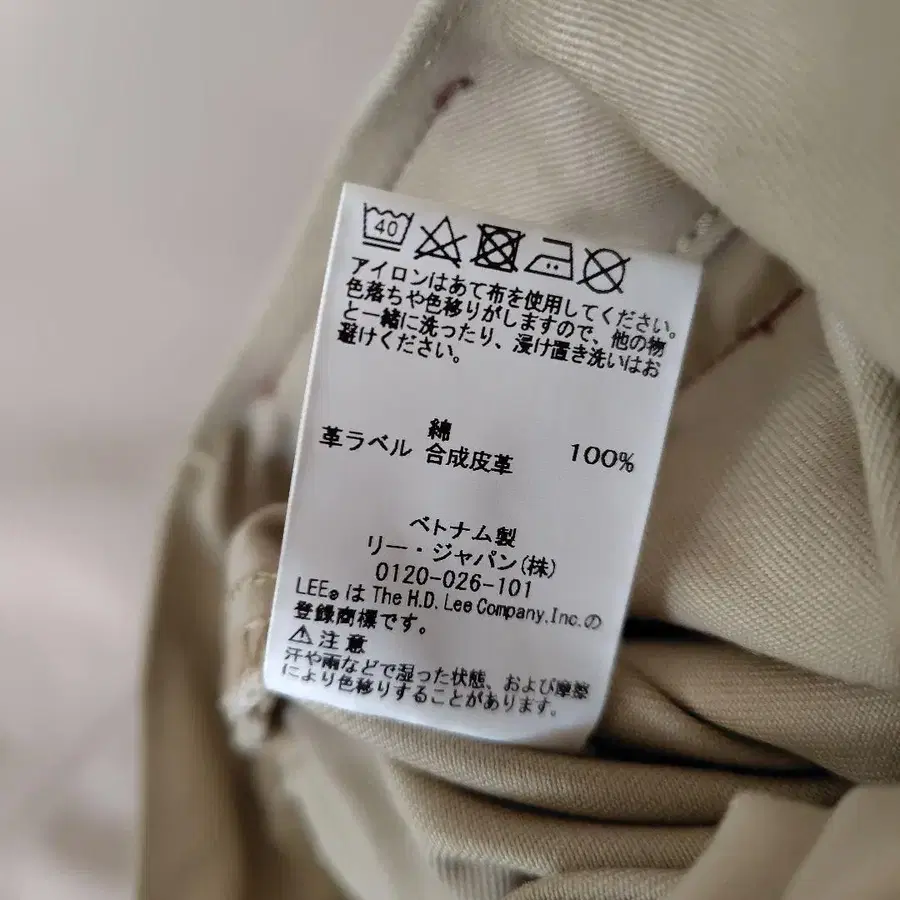 40
アイロンはあて布を使用してください。
色落ちや色移りがしますので、他の物
と一緒に洗ったり、浸け置き洗いはお
避けください。
綿 100%
革ラベル 合成皮革
ベトナム製
リー・ジャパン(株)
0120-026-101
LEE® は The H.D. Lee Company, Inc. の
登録商標です。
⚠ 注意
汗や雨などで湿った状態、および摩擦
により色移りすることがあります。